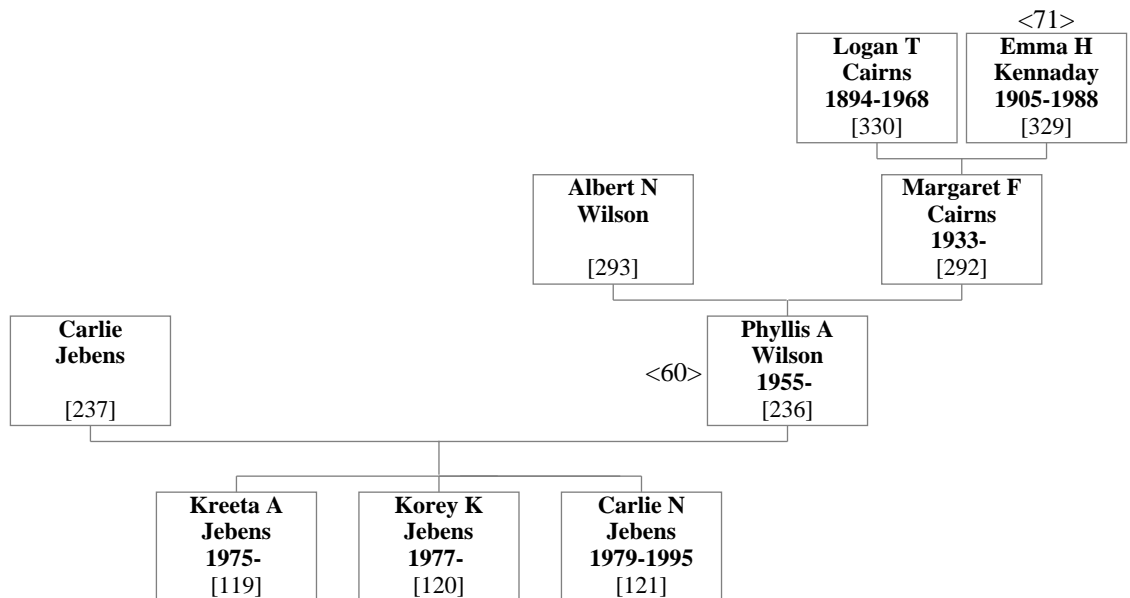 <71>
Logan T
Cairns
1894-1968
[330]
Emma H
Kennaday
1905-1988
[329]
Albert N
Wilson
[293]
Margaret F
Cairns
1933-
[292]
Carlie
Jebens
[237]
<60>
Phyllis A
Wilson
1955-
[236]
Kreeta A
Jebens
1975-
[119]
Korey K
Jebens
1977-
[120]
Carlie N
Jebens
1979-1995
[121]